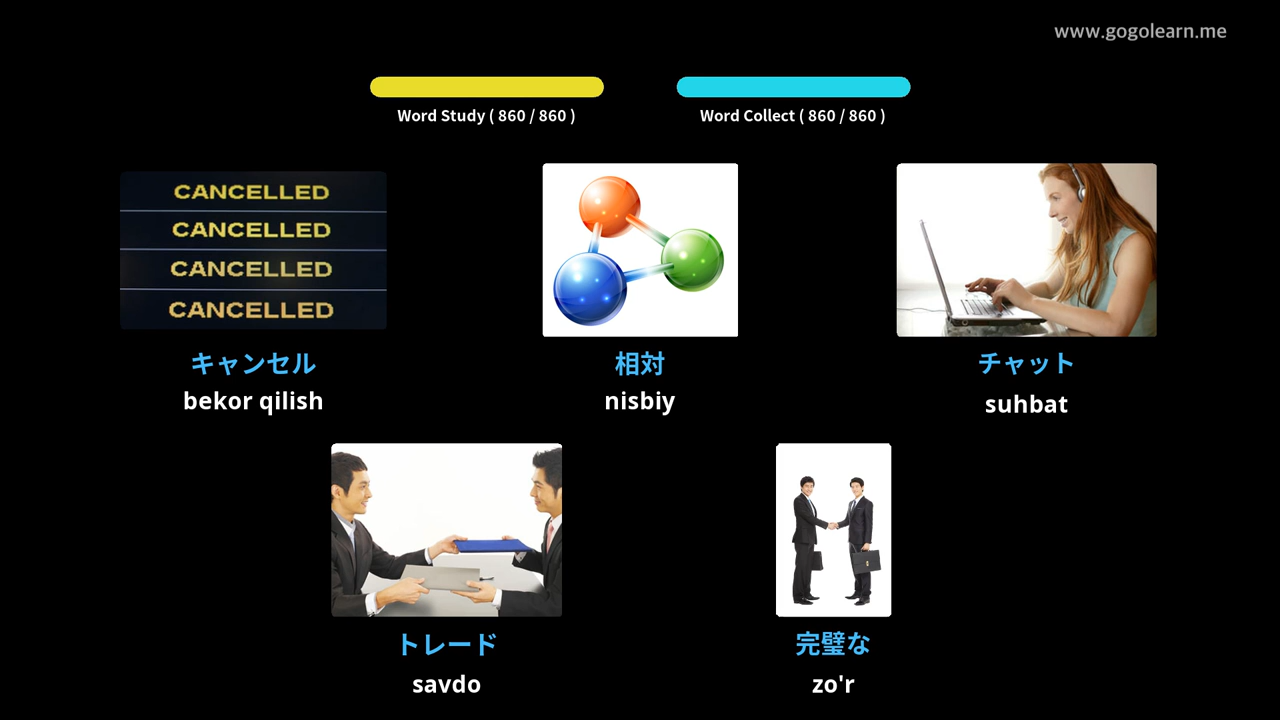 www.gogolearn.me
Word Study ( 860 / 860 )
Word Collect ( 860 / 860 )
CANCELLED
CANCELLED
CANCELLED
CANCELLED
キャンセル
bekor qilish
相対
nisbiy
チャット
suhbat
トレード
savdo
完璧な
zo'r